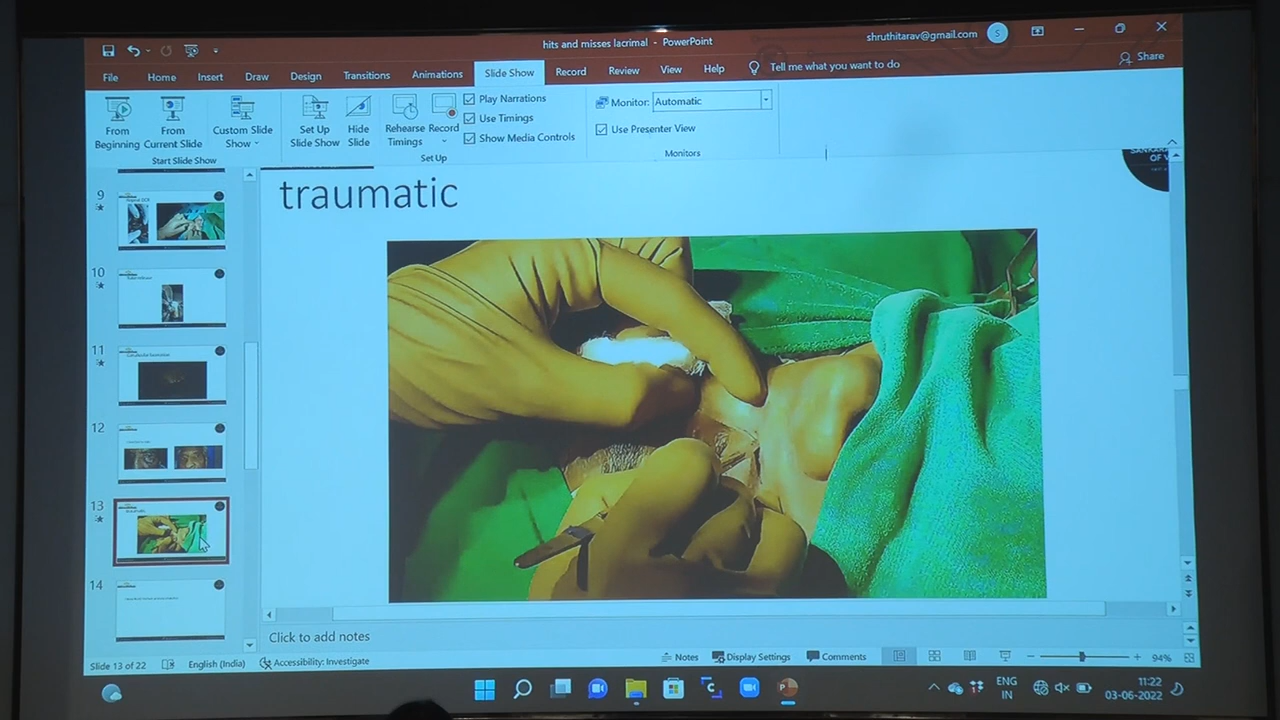 hits and misses lacrimal - PowerPoint
shruthitarav@gmail.com
S
File Home Insert Draw Design Transitions Animations Slide Show Record Review View Help Tell me what you want to do
Share
From Beginning
From Current Slide
Custom Slide Show
Set Up Slide Show
Hide Slide
Rehearse Timings
Record
Play Narrations
Use Timings
Show Media Controls
Monitor: Automatic
Use Presenter View
Start Slide Show
Set Up
Monitors
OF V
traumatic
9
10
11
12
13
14
Click to add notes
Slide 13 of 22
English (India)
Accessibility: Investigate
Notes
Display Settings
Comments
94%
ENG
IN
11:22
03-06-2022